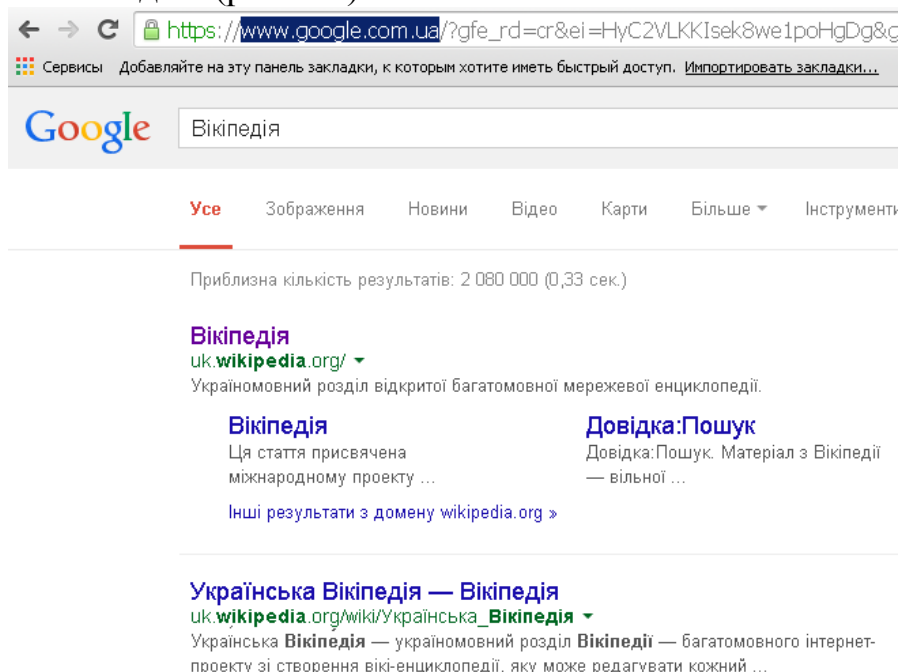 https://www.google.com.ua/?gfe_rd=cr&ei=HyC2VLKKIsek8we1poHgDg&g
Сервисы Добавляйте на эту панель закладки, к которым хотите иметь быстрый доступ. Импортировать закладки...
Google Вікіпедія
Усе Зображення Новини Відео Карти Більше Інструменти
Приблизна кількість результатів: 2 080 000 (0,33 сек.)
Вікіпедія
uk.wikipedia.org/
Україномовний розділ відкритої багатомовної мережевої енциклопедії.
Вікіпедія
Ця стаття присвячена
міжнародному проекту ...
Довідка:Пошук
Довідка:Пошук. Матеріал з Вікіпедії
— вільної ...
Інші результати з домену wikipedia.org »
Українська Вікіпедія — Вікіпедія
uk.wikipedia.org/wiki/Українська_Вікіпедія
Українська Вікіпедія — україномовний розділ Вікіпедії — багатомовного інтернет-
проекту зі створення вікі-енциклопедії, яку може редагувати кожний ...